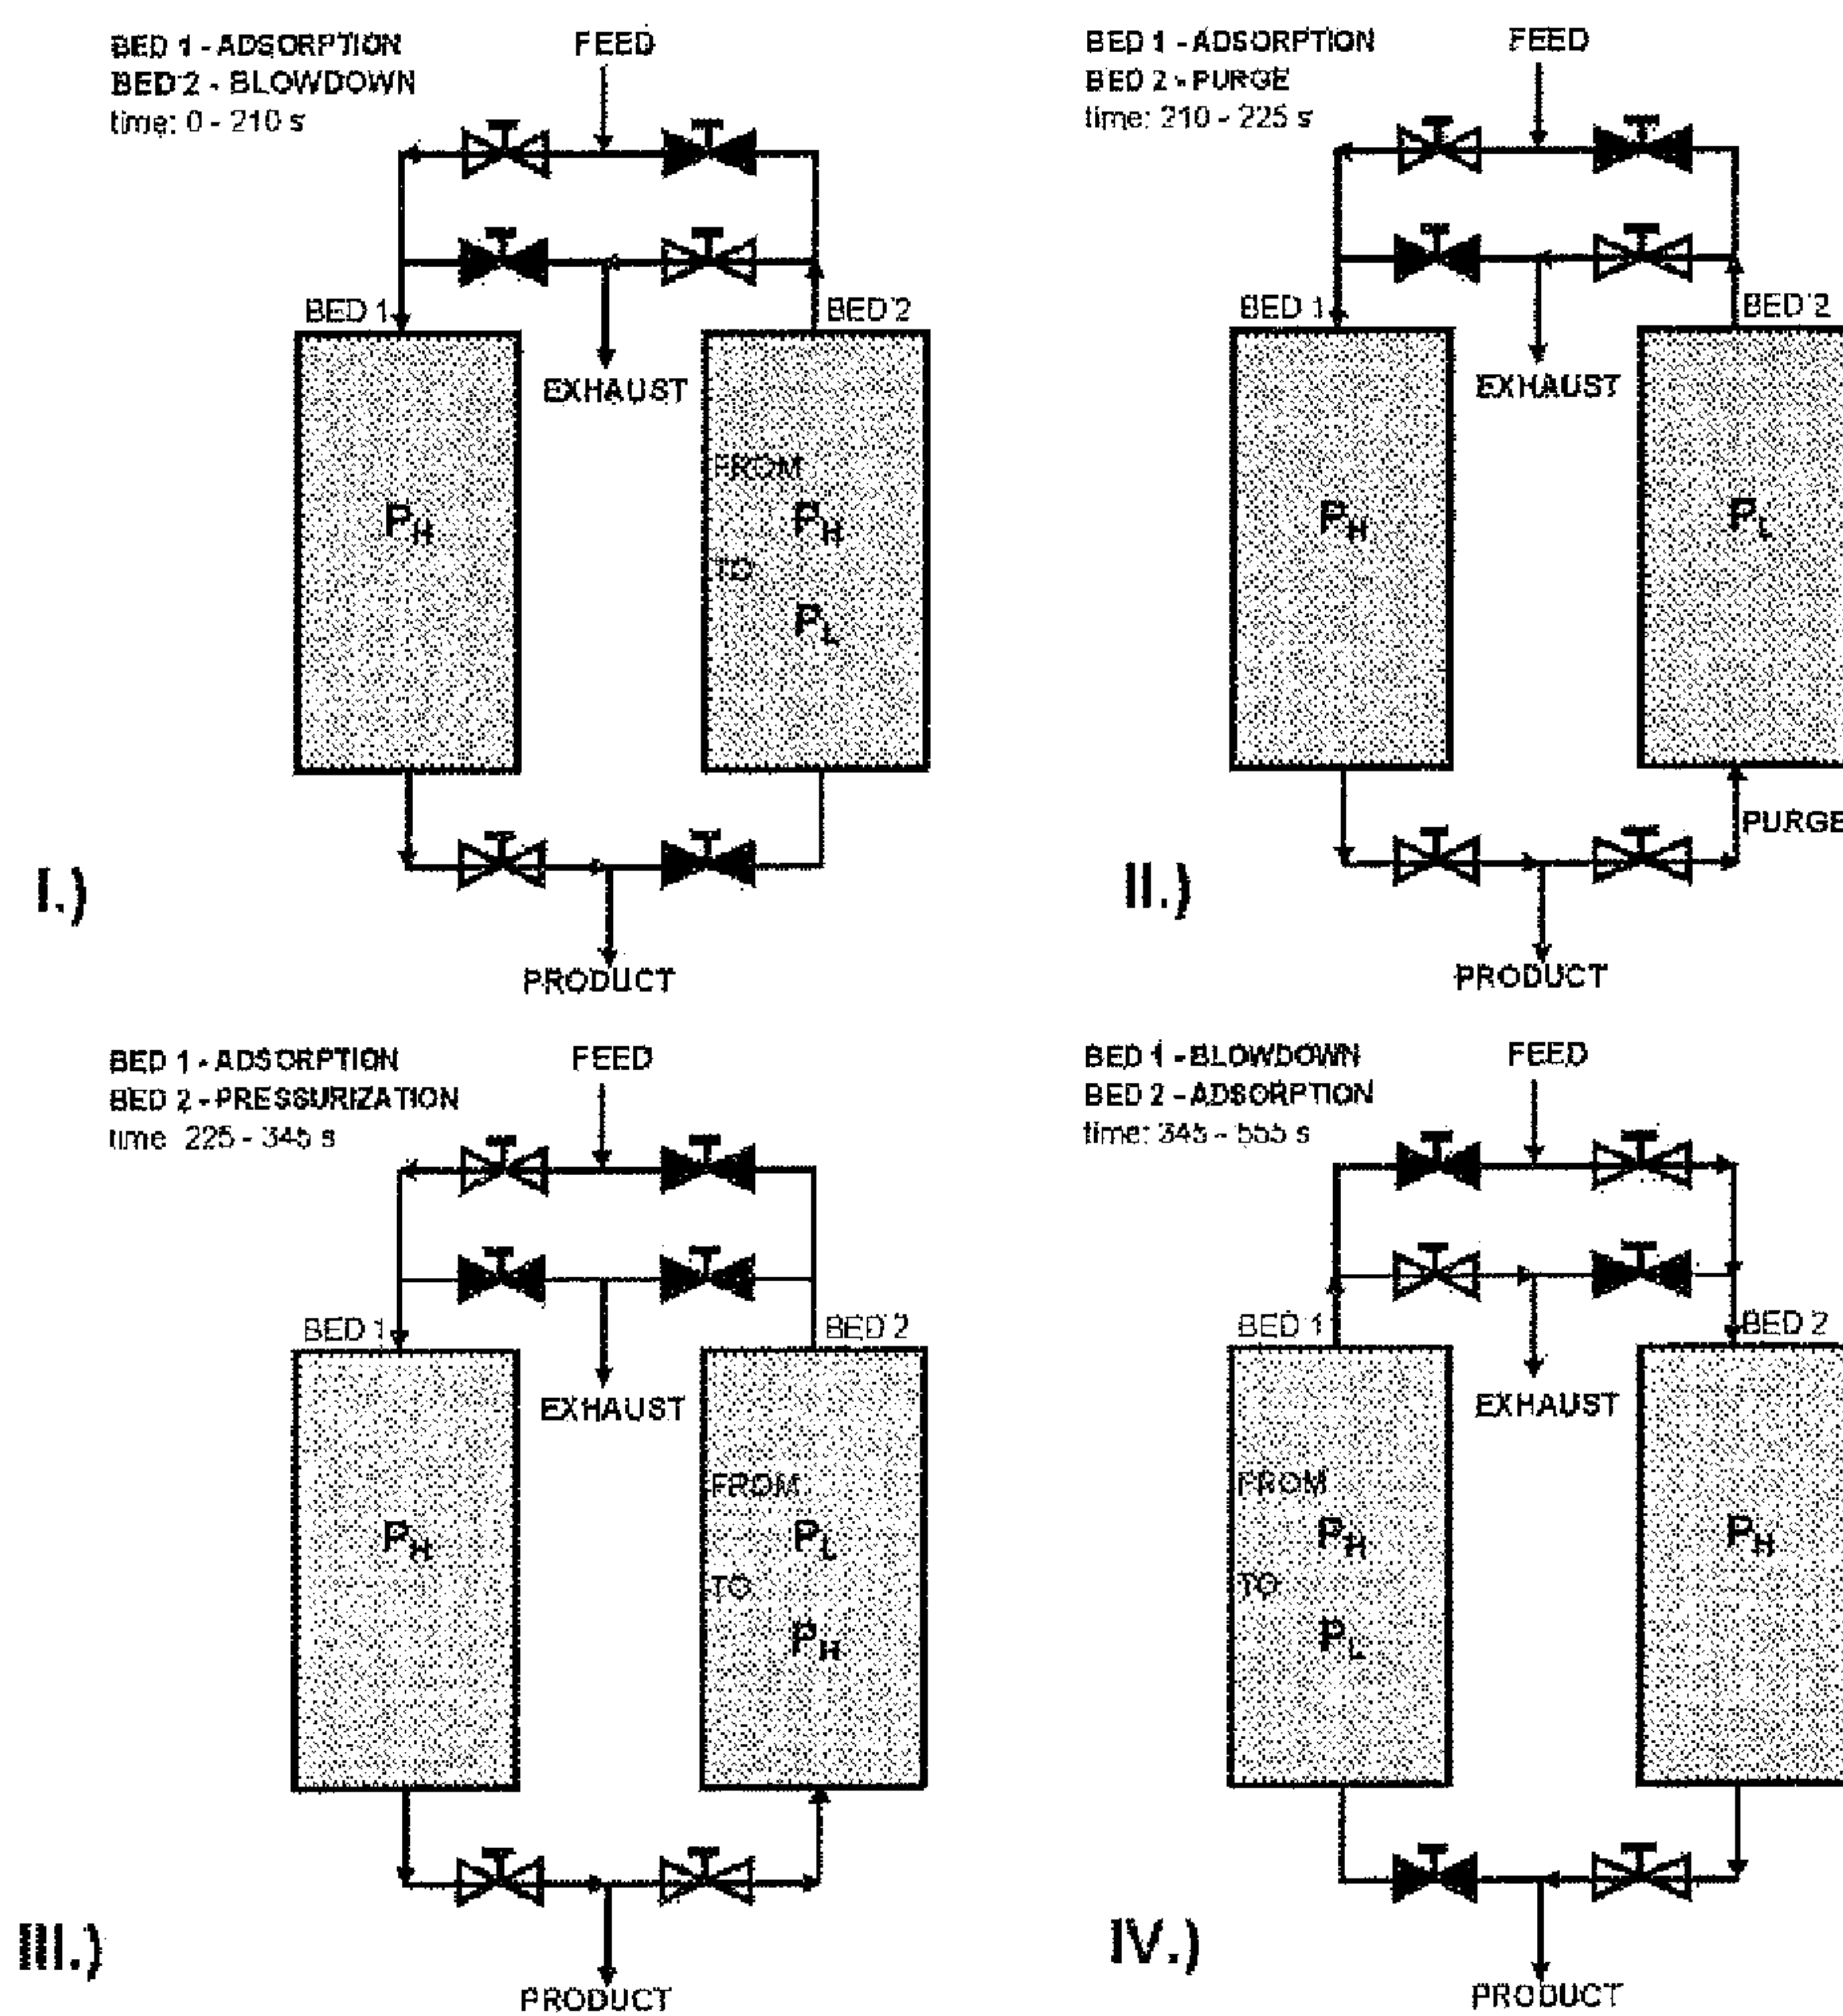 BED 1 - ADSORPTION
BED 2 - BLOWDOWN
time: 0 - 210 s
FEED
BED 1
BED 2
EXHAUST
P_H
FROM
P_H
TO
P_L
I.)
PRODUCT
BED 1 - ADSORPTION
BED 2 - PURGE
time: 210 - 225 s
FEED
BED 1
BED 2
EXHAUST
P_H
P_L
PURGE
II.)
PRODUCT
BED 1 - ADSORPTION
BED 2 - PRESSURIZATION
time 225 - 345 s
FEED
BED 1
BED 2
EXHAUST
P_H
FROM
P_L
TO
P_H
III.)
PRODUCT
BED 1 - BLOWDOWN
BED 2 - ADSORPTION
time: 345 - 555 s
FEED
BED 1
BED 2
EXHAUST
FROM
P_H
TO
P_L
P_H
IV.)
PRODUCT